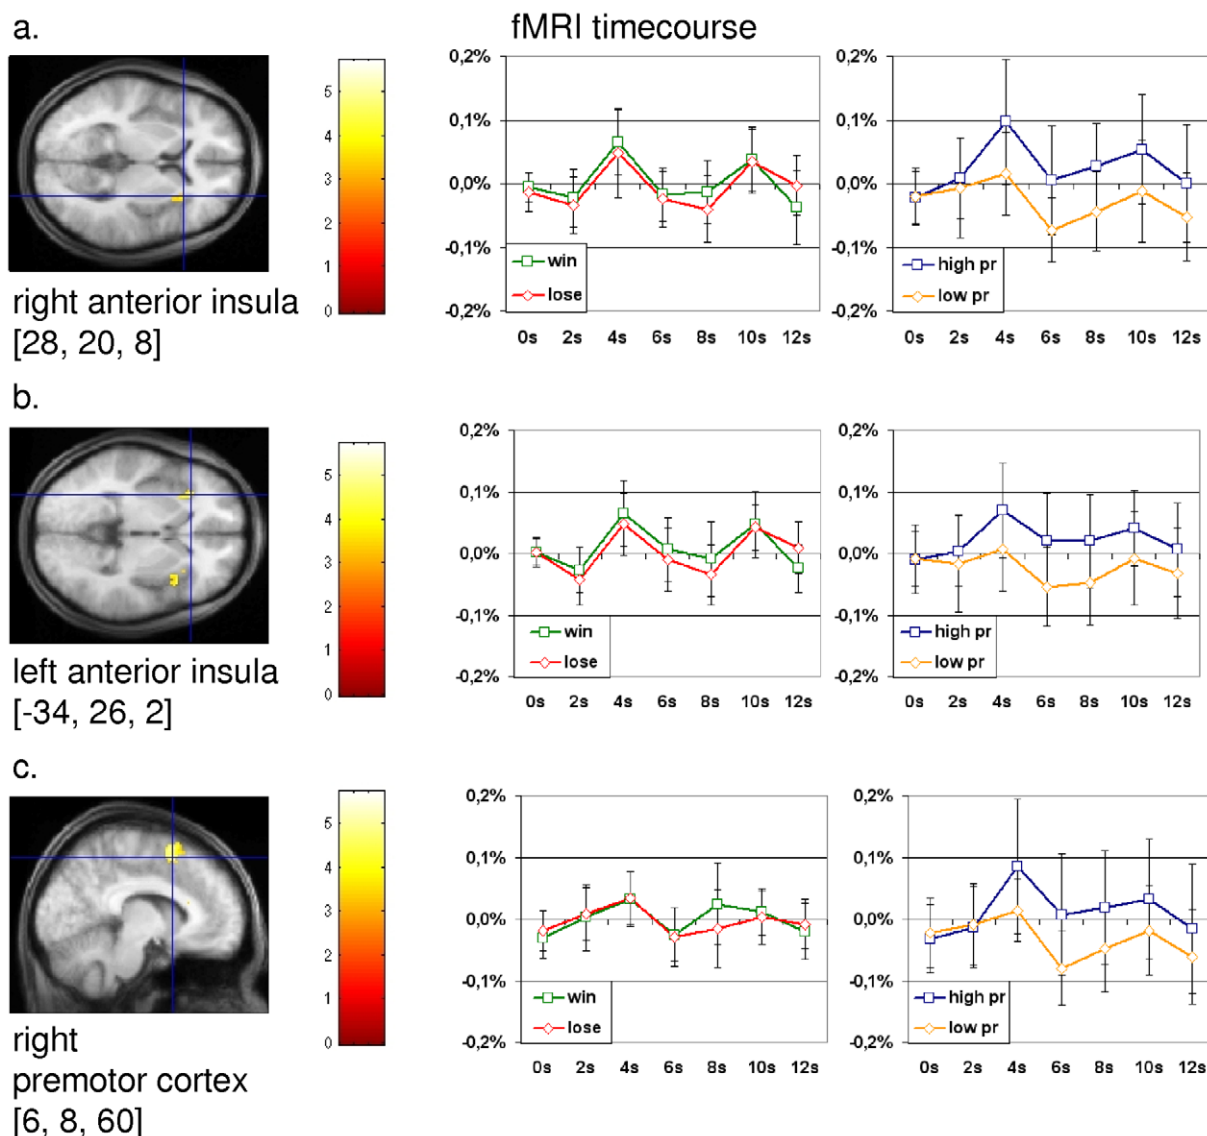 a.
fMRI timecourse
5
4
3
2
1
0
right anterior insula
[28, 20, 8]
0,2%
0,1%
0,0%
-0,1%
-0,2%
win
lose
0s 2s 4s 6s 8s 10s 12s
0,2%
0,1%
0,0%
-0,1%
-0,2%
high pr
low pr
0s 2s 4s 6s 8s 10s 12s
b.
5
4
3
2
1
0
left anterior insula
[-34, 26, 2]
0,2%
0,1%
0,0%
-0,1%
-0,2%
win
lose
0s 2s 4s 6s 8s 10s 12s
0,2%
0,1%
0,0%
-0,1%
-0,2%
high pr
low pr
0s 2s 4s 6s 8s 10s 12s
c.
5
4
3
2
1
0
right
premotor cortex
[6, 8, 60]
0,2%
0,1%
0,0%
-0,1%
-0,2%
win
lose
0s 2s 4s 6s 8s 10s 12s
0,2%
0,1%
0,0%
-0,1%
-0,2%
high pr
low pr
0s 2s 4s 6s 8s 10s 12s